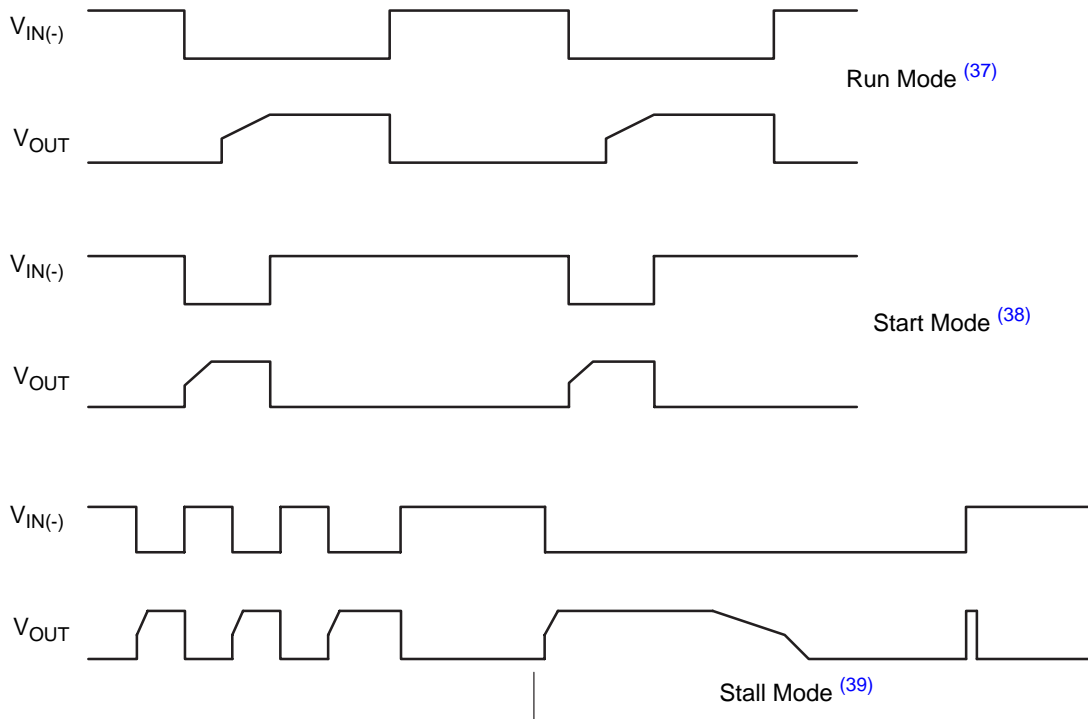 VIN(-)
Run Mode (37)
VOUT
VIN(-)
Start Mode (38)
VOUT
VIN(-)
VOUT
Stall Mode (39)